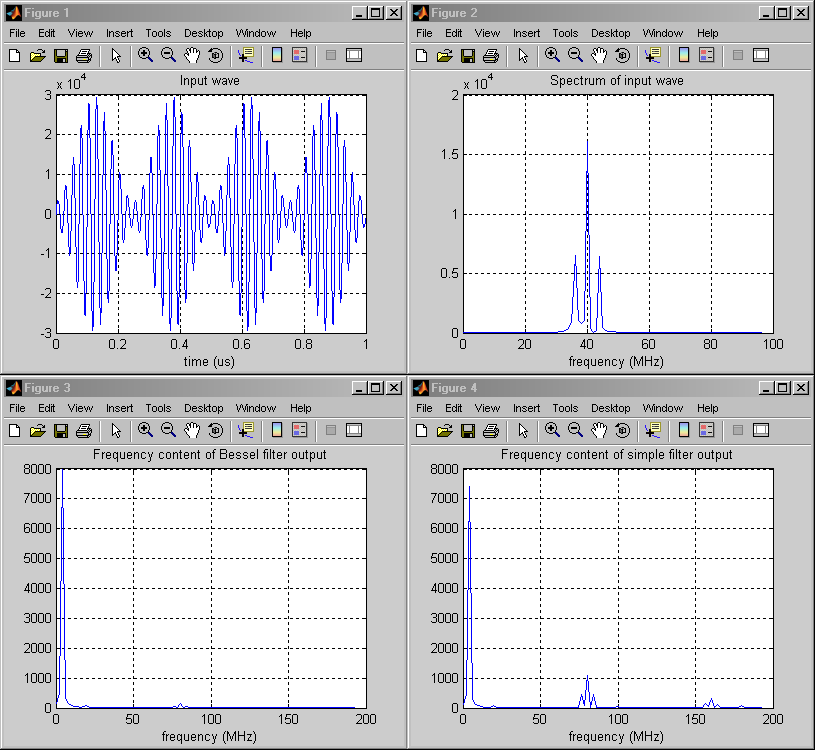 Figure 1
File Edit View Insert Tools Desktop Window Help
x 10^4
Input wave
3
2
1
0
-1
-2
-3
0 0.2 0.4 0.6 0.8 1
time (us)
Figure 2
File Edit View Insert Tools Desktop Window Help
x 10^4
Spectrum of input wave
2
1.5
1
0.5
0
0 20 40 60 80 100
frequency (MHz)
Figure 3
File Edit View Insert Tools Desktop Window Help
Frequency content of Bessel filter output
8000
7000
6000
5000
4000
3000
2000
1000
0
0 50 100 150 200
frequency (MHz)
Figure 4
File Edit View Insert Tools Desktop Window Help
Frequency content of simple filter output
8000
7000
6000
5000
4000
3000
2000
1000
0
0 50 100 150 200
frequency (MHz)